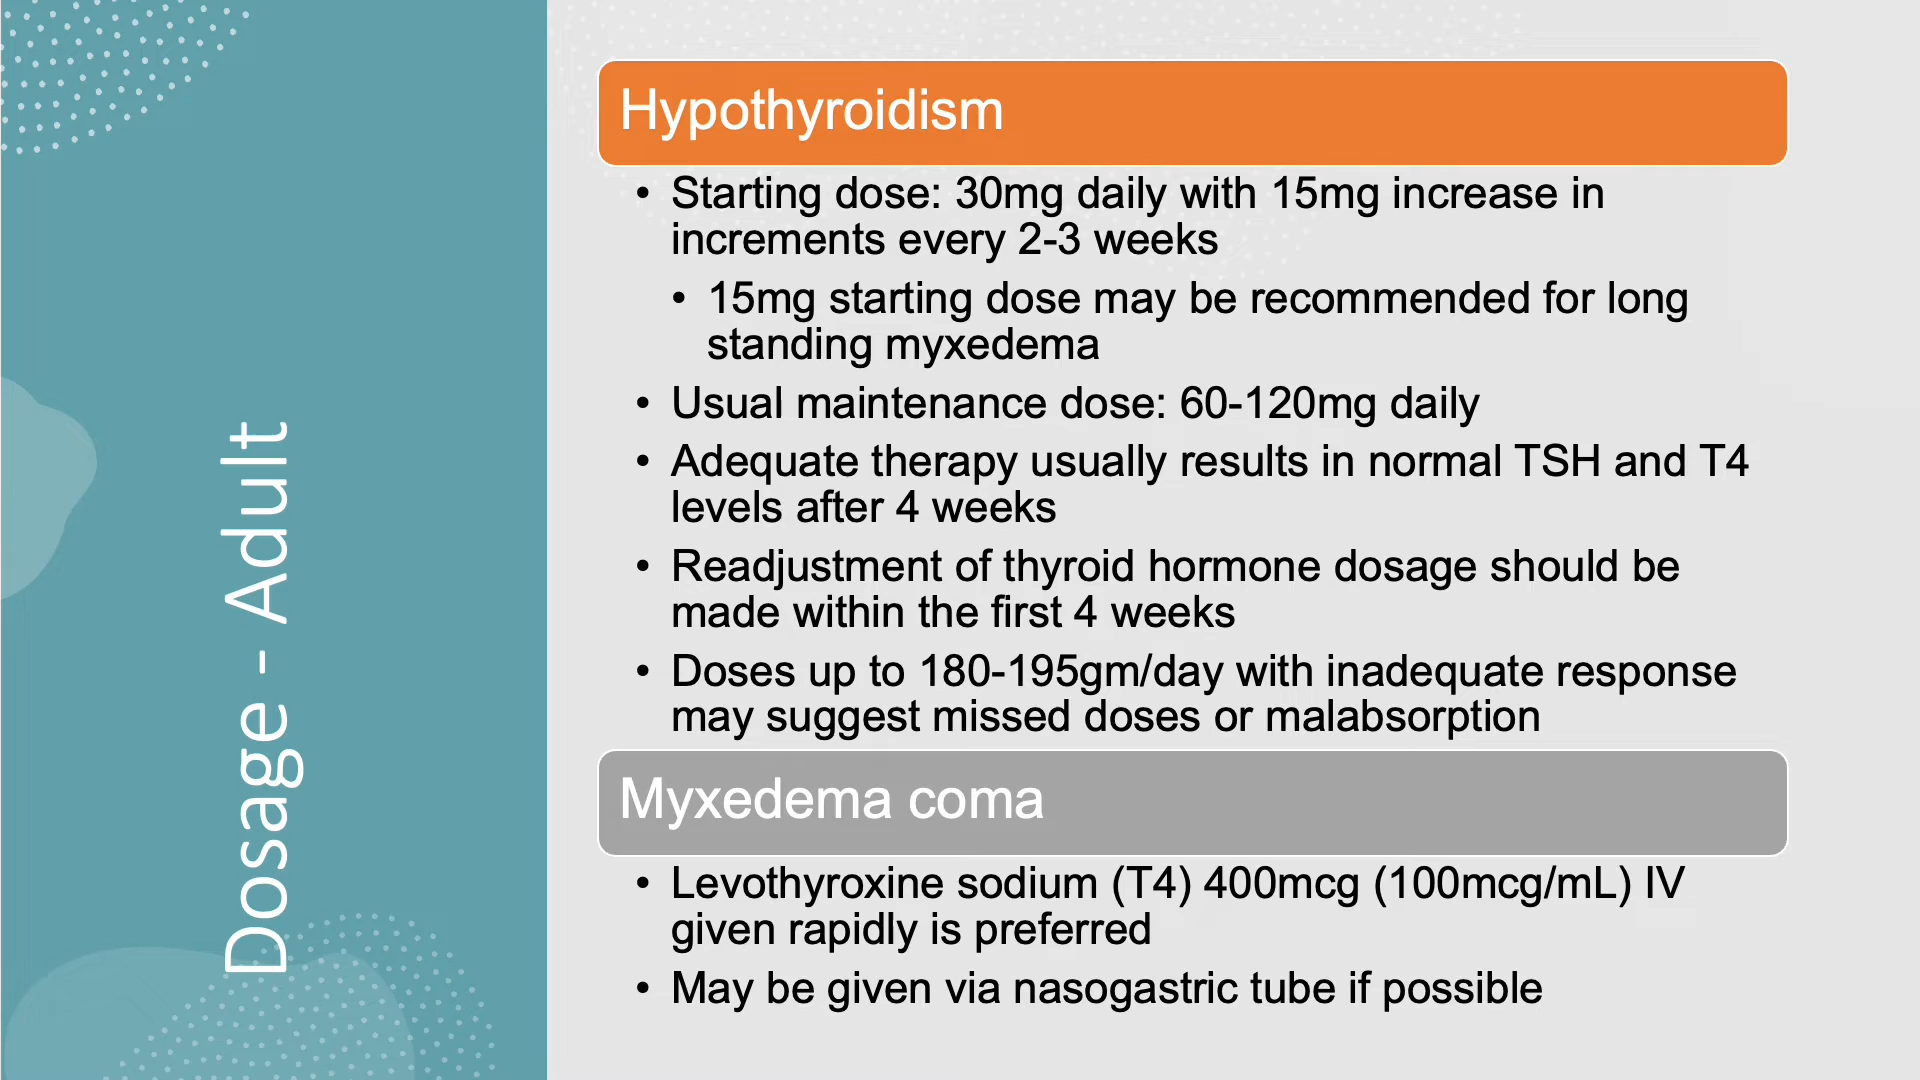 Dosage - Adult
Hypothyroidism
• Starting dose: 30mg daily with 15mg increase in
increments every 2-3 weeks
• 15mg starting dose may be recommended for long
standing myxedema
• Usual maintenance dose: 60-120mg daily
• Adequate therapy usually results in normal TSH and T4
levels after 4 weeks
• Readjustment of thyroid hormone dosage should be
made within the first 4 weeks
• Doses up to 180-195gm/day with inadequate response
may suggest missed doses or malabsorption
Myxedema coma
• Levothyroxine sodium (T4) 400mcg (100mcg/mL) IV
given rapidly is preferred
• May be given via nasogastric tube if possible